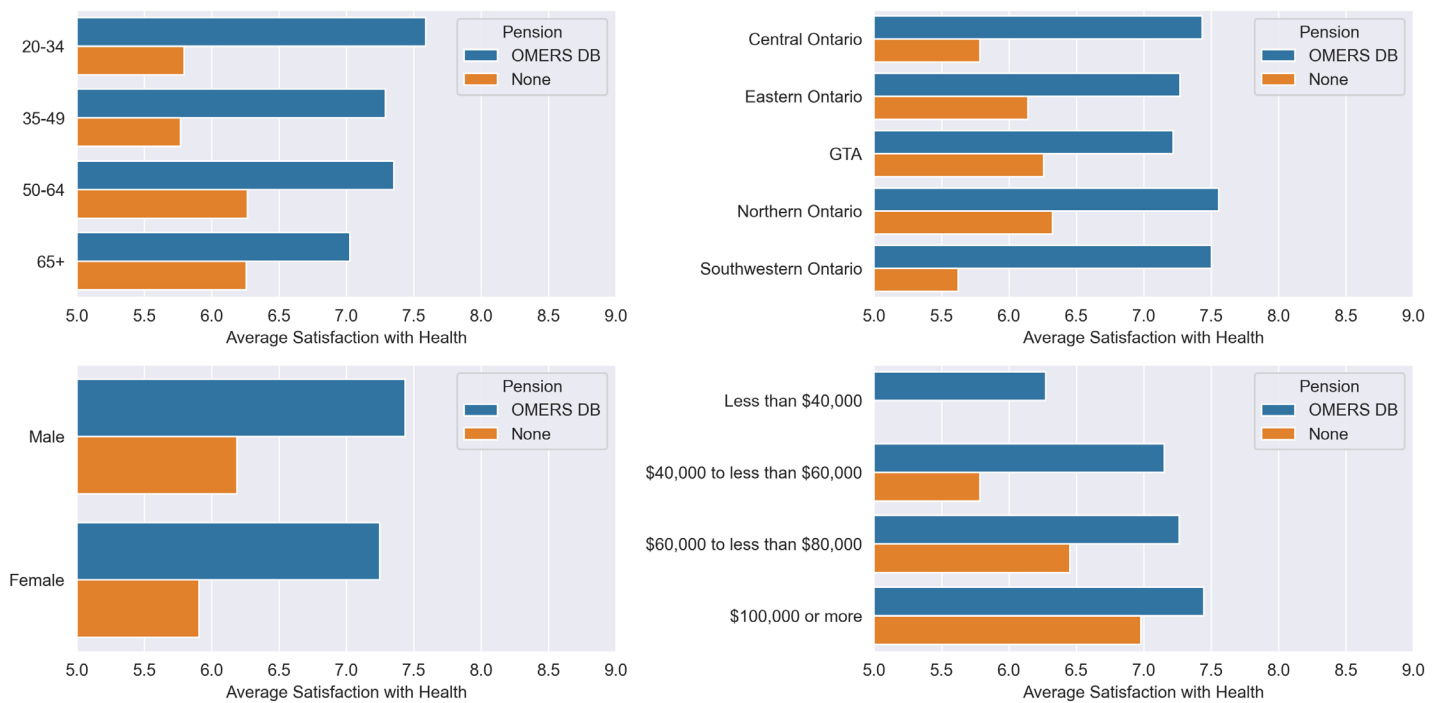 20-34
35-49
50-64
65+
Pension
OMERS DB
None
5.0 5.5 6.0 6.5 7.0 7.5 8.0 8.5 9.0
Average Satisfaction with Health
Central Ontario
Eastern Ontario
GTA
Northern Ontario
Southwestern Ontario
Pension
OMERS DB
None
5.0 5.5 6.0 6.5 7.0 7.5 8.0 8.5 9.0
Average Satisfaction with Health
Male
Female
Pension
OMERS DB
None
5.0 5.5 6.0 6.5 7.0 7.5 8.0 8.5 9.0
Average Satisfaction with Health
Less than $40,000
$40,000 to less than $60,000
$60,000 to less than $80,000
$100,000 or more
Pension
OMERS DB
None
5.0 5.5 6.0 6.5 7.0 7.5 8.0 8.5 9.0
Average Satisfaction with Health